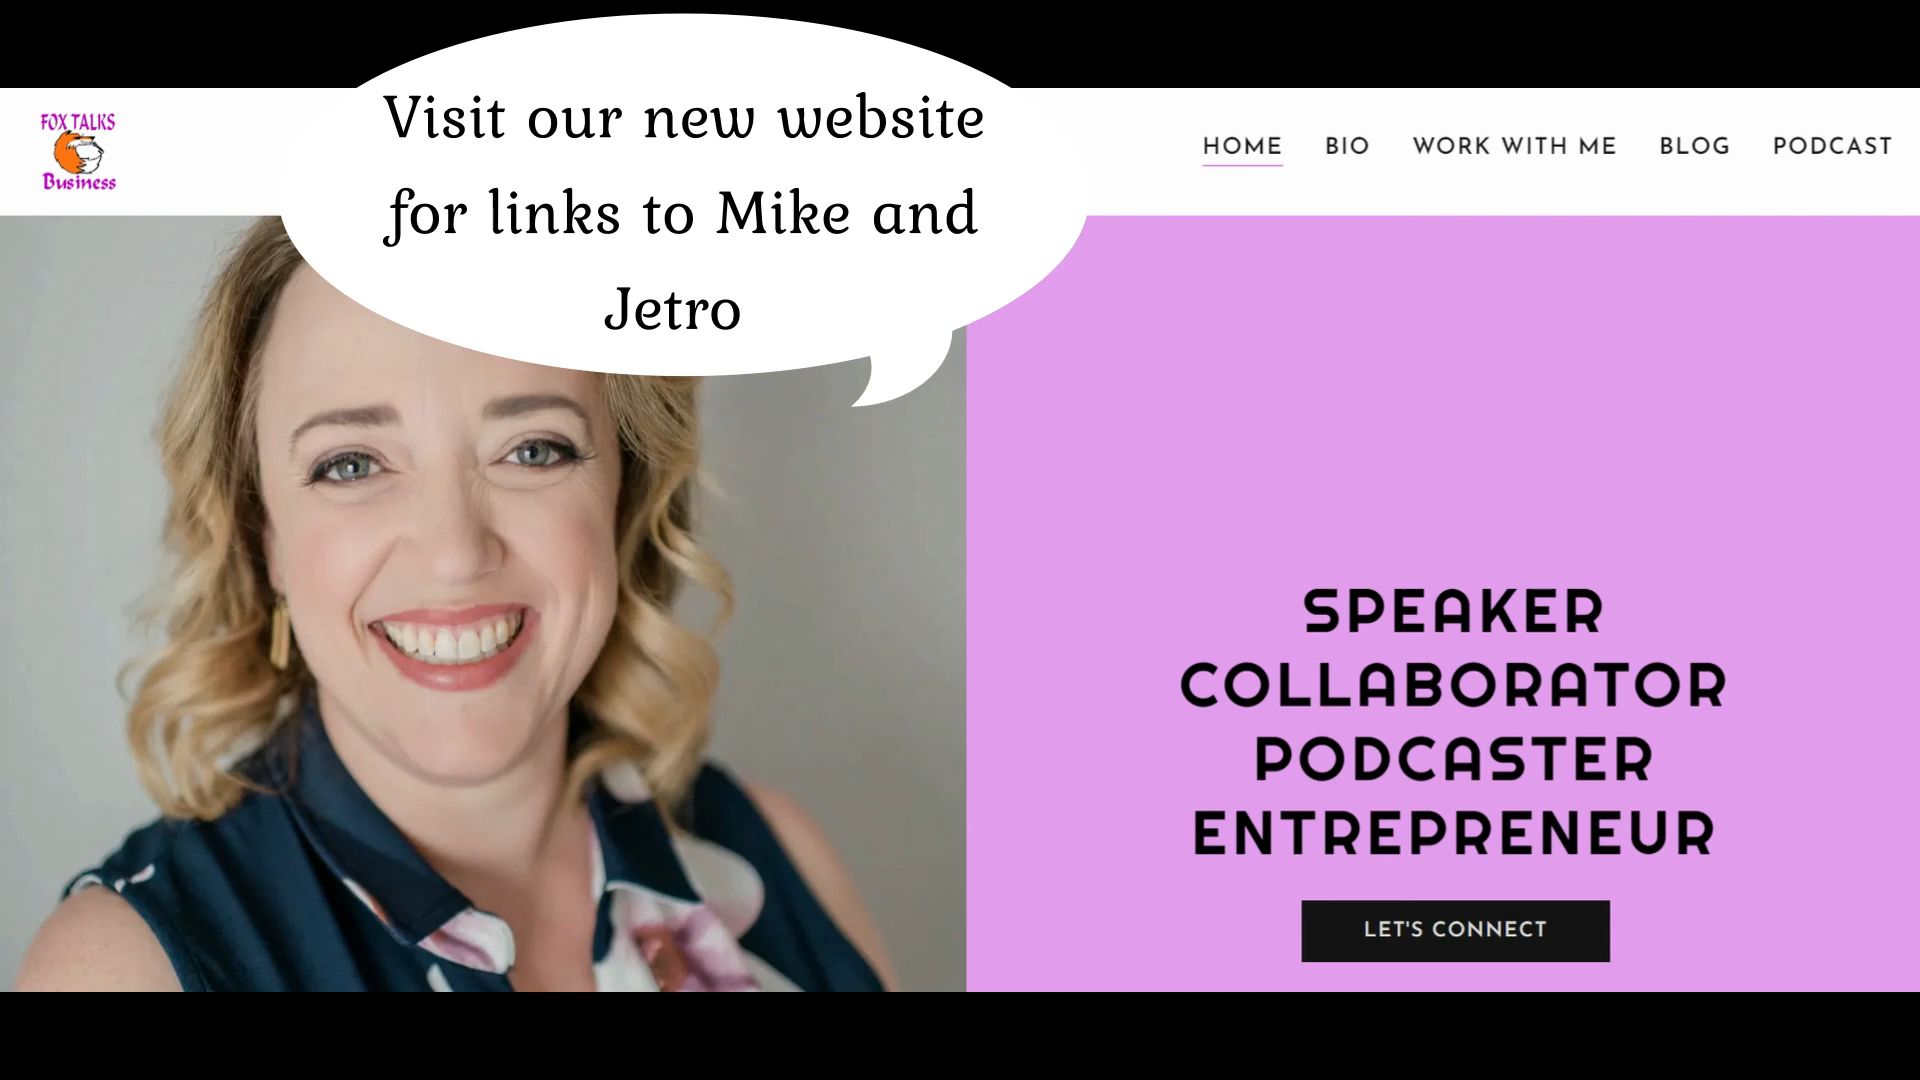 Visit our new website
for links to Mike and
Jetro
FOX TALKS
Business
HOME BIO WORK WITH ME BLOG PODCAST
SPEAKER
COLLABORATOR
PODCASTER
ENTREPRENEUR
LET'S CONNECT